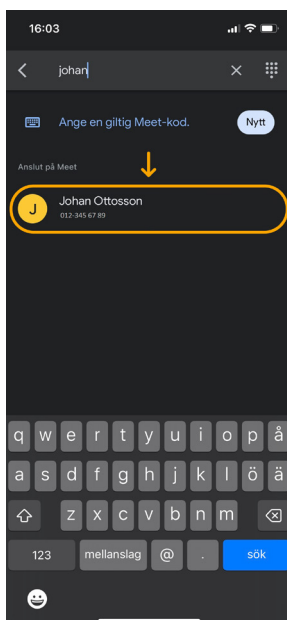 16:03
johan
Ange en giltig Meet-kod.
Nytt
Anslut på Meet
J
Johan Ottosson
012-345 67 89
q w e r t y u i o p å
a s d f g h j k l ö ä
z x c v b n m
123 mellanslag @ . sök